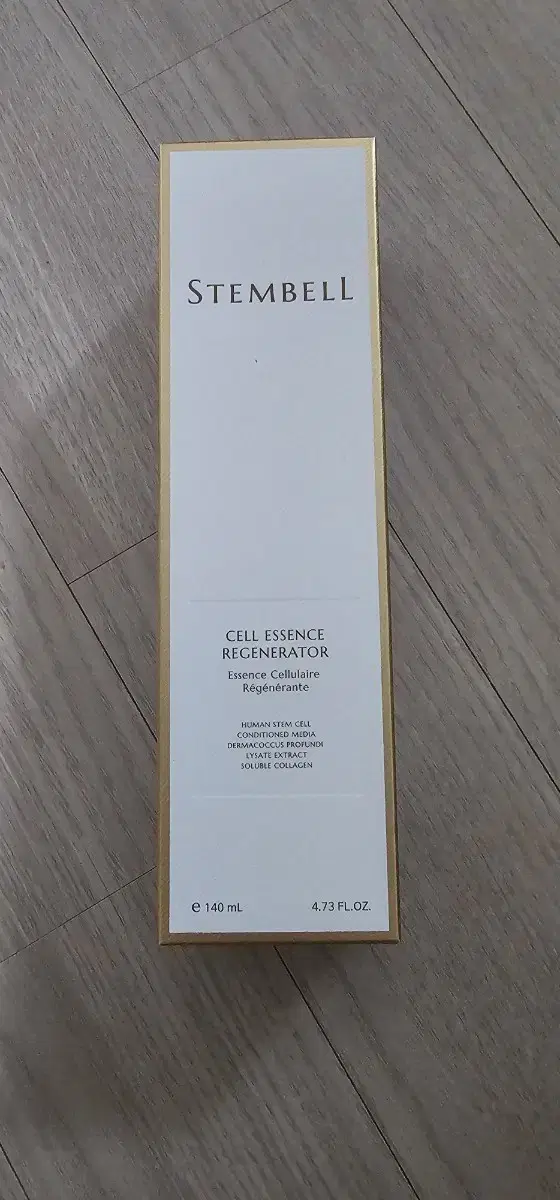 STEMBELL
CELL ESSENCE
REGENERATOR
Essence Cellulaire
Régénérante
HUMAN STEM CELL
CONDITIONED MEDIA
DERMACOCCUS PROFUNDI
LYSATE EXTRACT
SOLUBLE COLLAGEN
e 140 mL 4.73 FL.OZ.